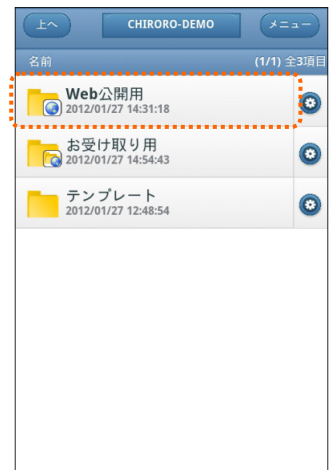 上へ
CHIRORO-DEMO
メニュー
名前 (1/1) 全3項目
Web公開用
2012/01/27 14:31:18
お受け取り用
2012/01/27 14:54:43
テンプレート
2012/01/27 12:48:54